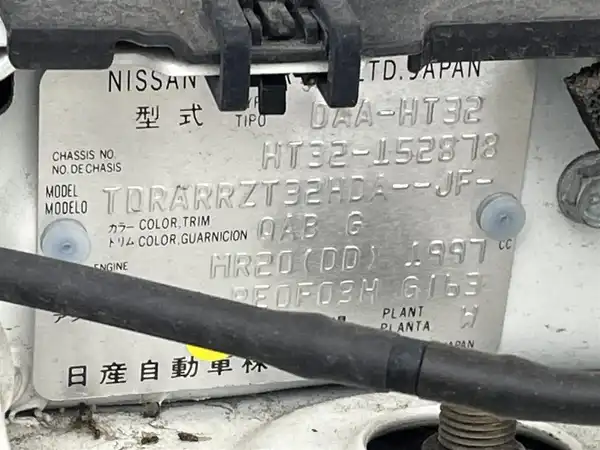 NISSAN LTD. JAPAN
型式 TIPO DAA-HT32
CHASSIS NO. HT32-152878
NO. DE CHASIS
MODEL TDRARRZT32HDA--JF-
MODELO
カラー COLOR, TRIM QAB G
トリム COLOR, GUARNICION
ENGINE HR20(DD) 1997 CC
RE0F03H G163
PLANT W
PLANTA
日産自動車株 JAPAN